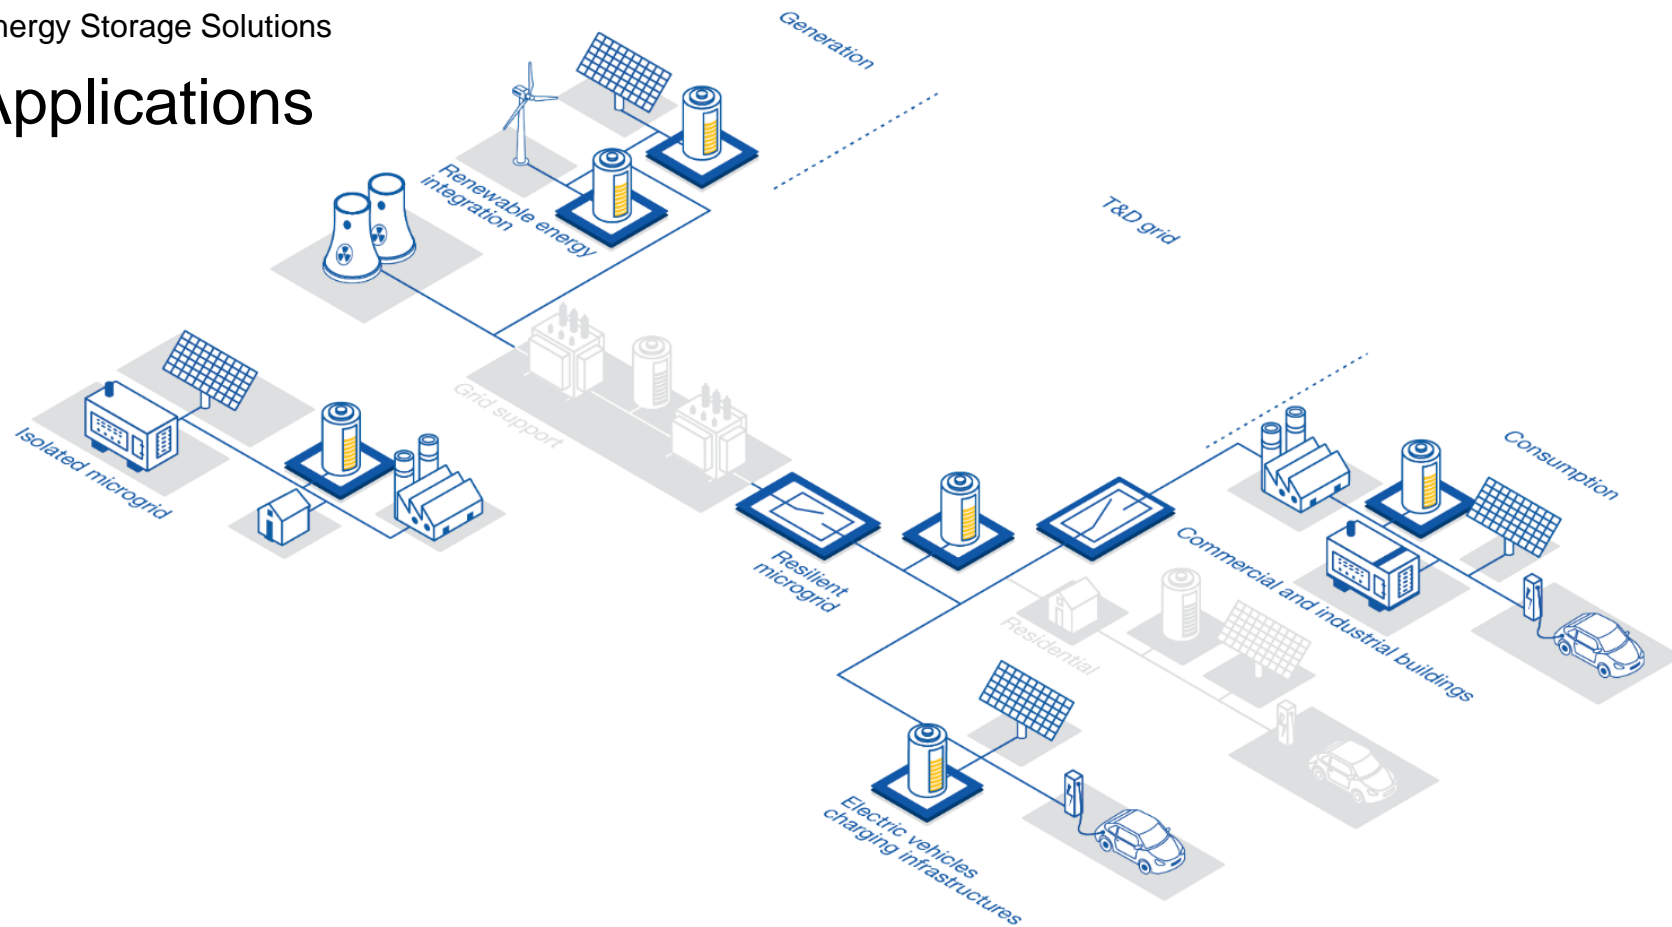 nergy Storage Solutions
Applications
Generation
T&D grid
Consumption
Renewable energy
integration
Grid support
Isolated microgrid
Resilient
microgrid
Commercial and industrial buildings
Residential
Electric vehicles
charging infrastructures